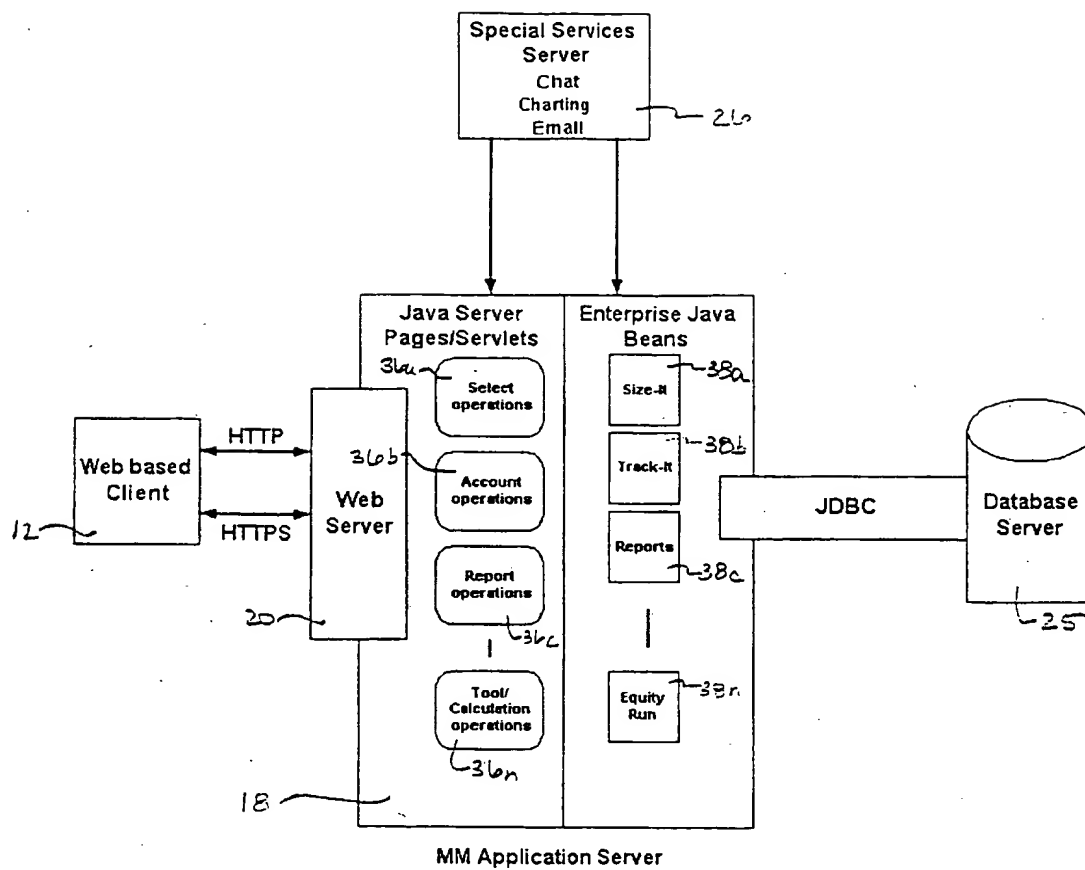 Special Services
Server
Chat
Charting
Email
26
Java Server
Pages/Servlets
Enterprise Java
Beans
36a
Select
operations
38a
Size-It
HTTP
36b
38b
Track-It
Web based
Client
Web
Server
Account
operations
JDBC
Database
Server
12
HTTPS
Reports
38c
Report
operations
20
36c
25
Tool/
Calculation
operations
38n
Equity
Run
36n
18
MM Application Server